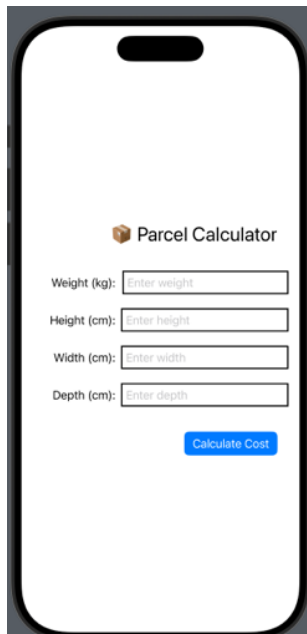 📦 Parcel Calculator
Weight (kg): Enter weight
Height (cm): Enter height
Width (cm): Enter width
Depth (cm): Enter depth
Calculate Cost